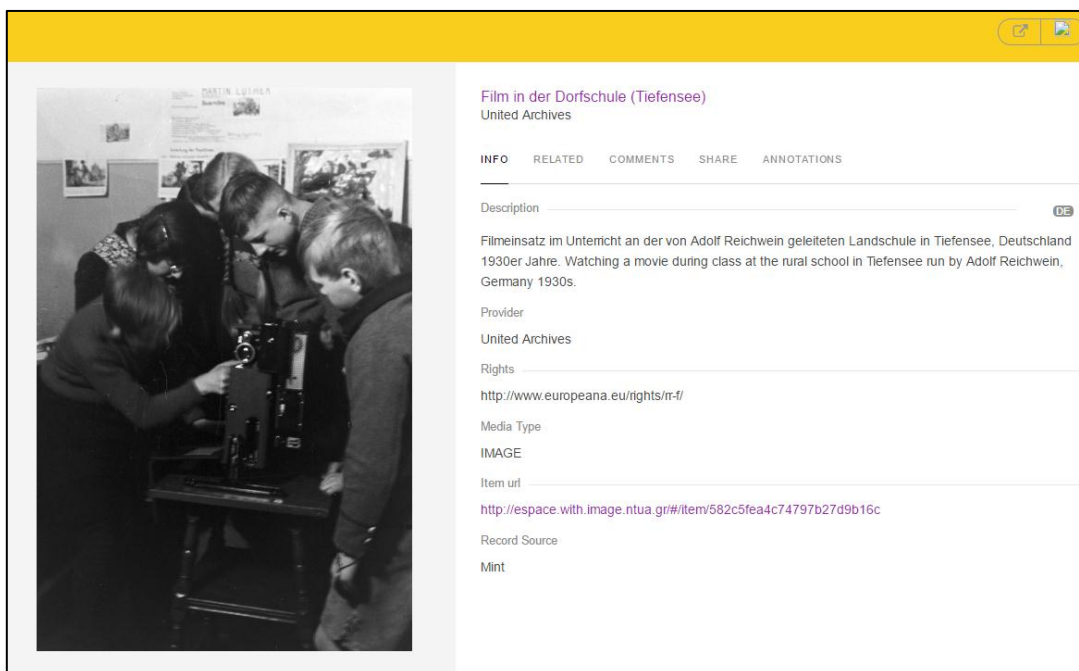 MARTIN LUTHER
Film in der Dorfschule (Tiefensee)
United Archives
INFO RELATED COMMENTS SHARE ANNOTATIONS
Description DE
Filmeinsatz im Unterricht an der von Adolf Reichwein geleiteten Landschule in Tiefensee, Deutschland
1930er Jahre. Watching a movie during class at the rural school in Tiefensee run by Adolf Reichwein,
Germany 1930s.
Provider
United Archives
Rights
http://www.europeana.eu/rights/rr-f/
Media Type
IMAGE
Item url
http://espace.with.image.ntua.gr/#/item/582c5fea4c74797b27d9b16c
Record Source
Mint